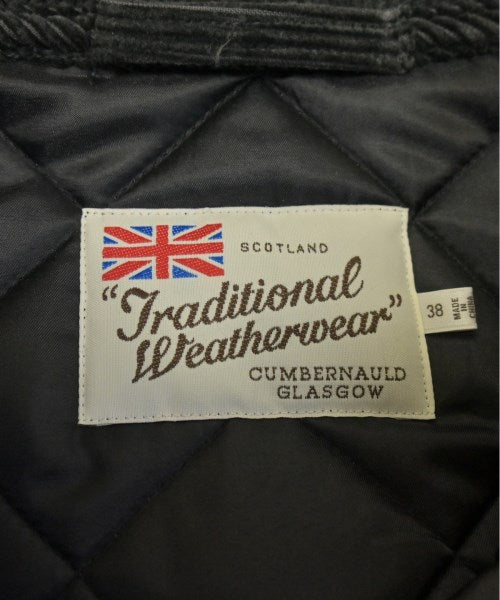 SCOTLAND
"Traditional
Weatherwear"
CUMBERNAULD
GLASGOW
38
MADE
IN
CHINA